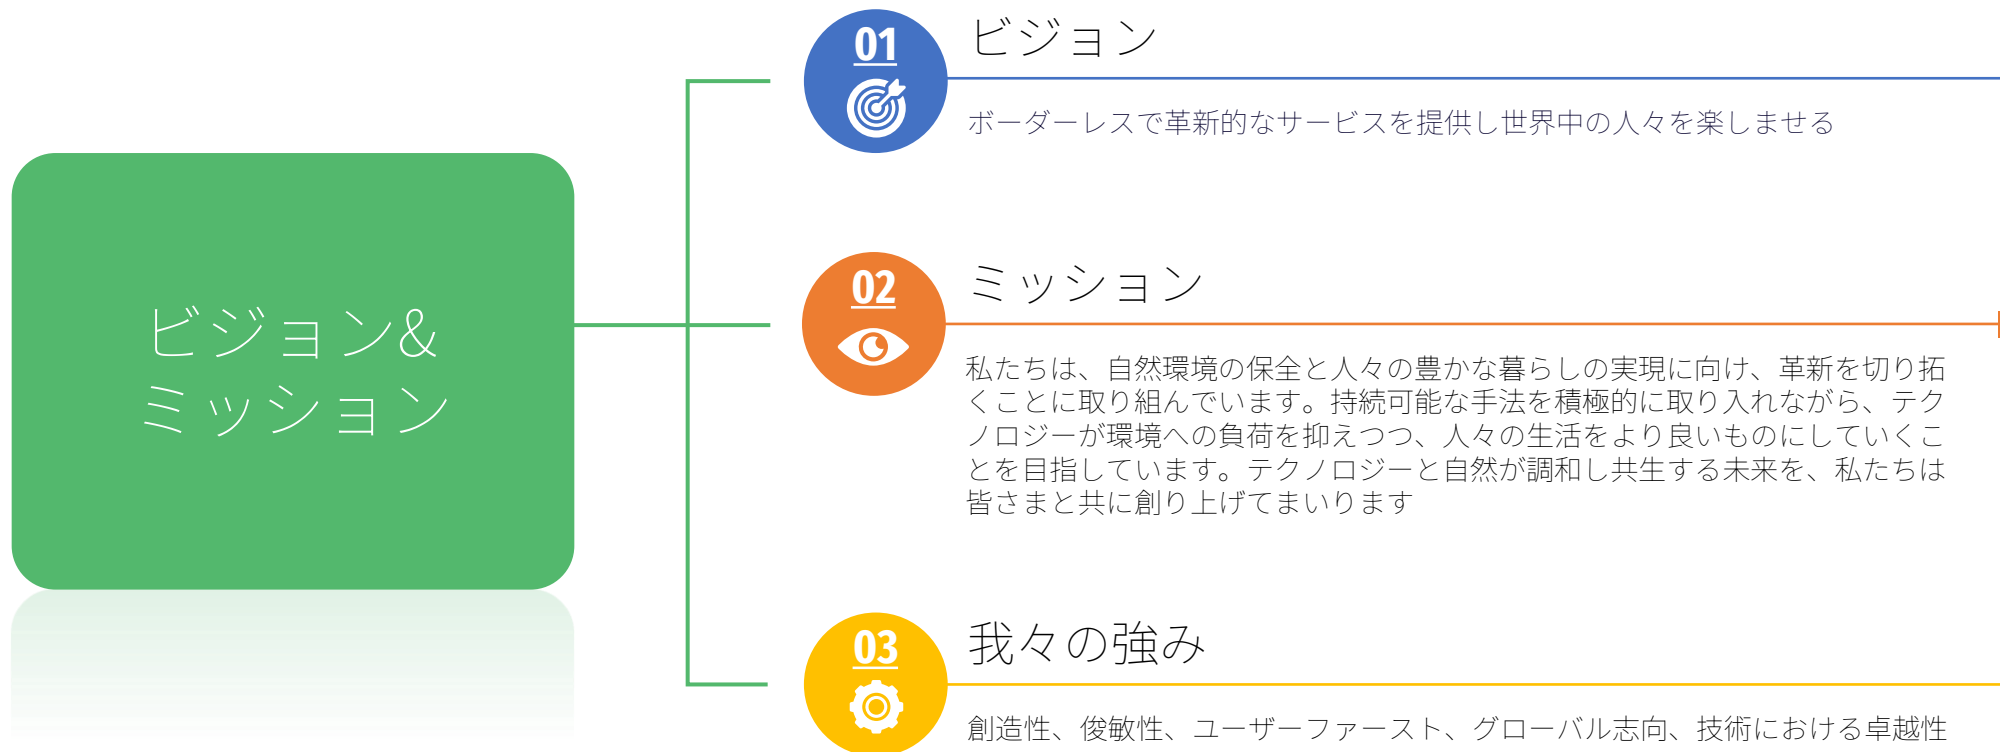 ビジョン&
ミッション
01
ビジョン
ボーダーレスで革新的なサービスを提供し世界中の人々を楽しませる
02
ミッション
私たちは、自然環境の保全と人々の豊かな暮らしの実現に向け、革新を切り拓
くことに取り組んでいます。持続可能な手法を積極的に取り入れながら、テク
ノロジーが環境への負荷を抑えつつ、人々の生活をより良いものにしていくこ
とを目指しています。テクノロジーと自然が調和し共生する未来を、私たちは
皆さまと共に創り上げてまいります
03
我々の強み
創造性、俊敏性、ユーザーファースト、グローバル志向、技術における卓越性